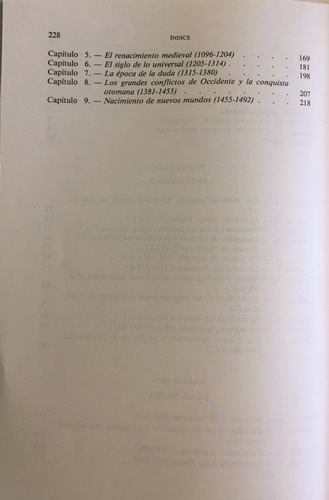 228 INDICE
Capítulo 5. — El renacimiento medieval (1096-1204) . . . . 169
Capítulo 6. — El siglo de lo universal (1205-1314) . . . . . 181
Capítulo 7. — La época de la duda (1315-1380) . . . . . . 198
Capítulo 8. — Los grandes conflictos de Occidente y la conquista
otomana (1381-1453) . . . . . . . . . . 207
Capítulo 9. — Nacimiento de nuevos mundos (1455-1492) . . . 218